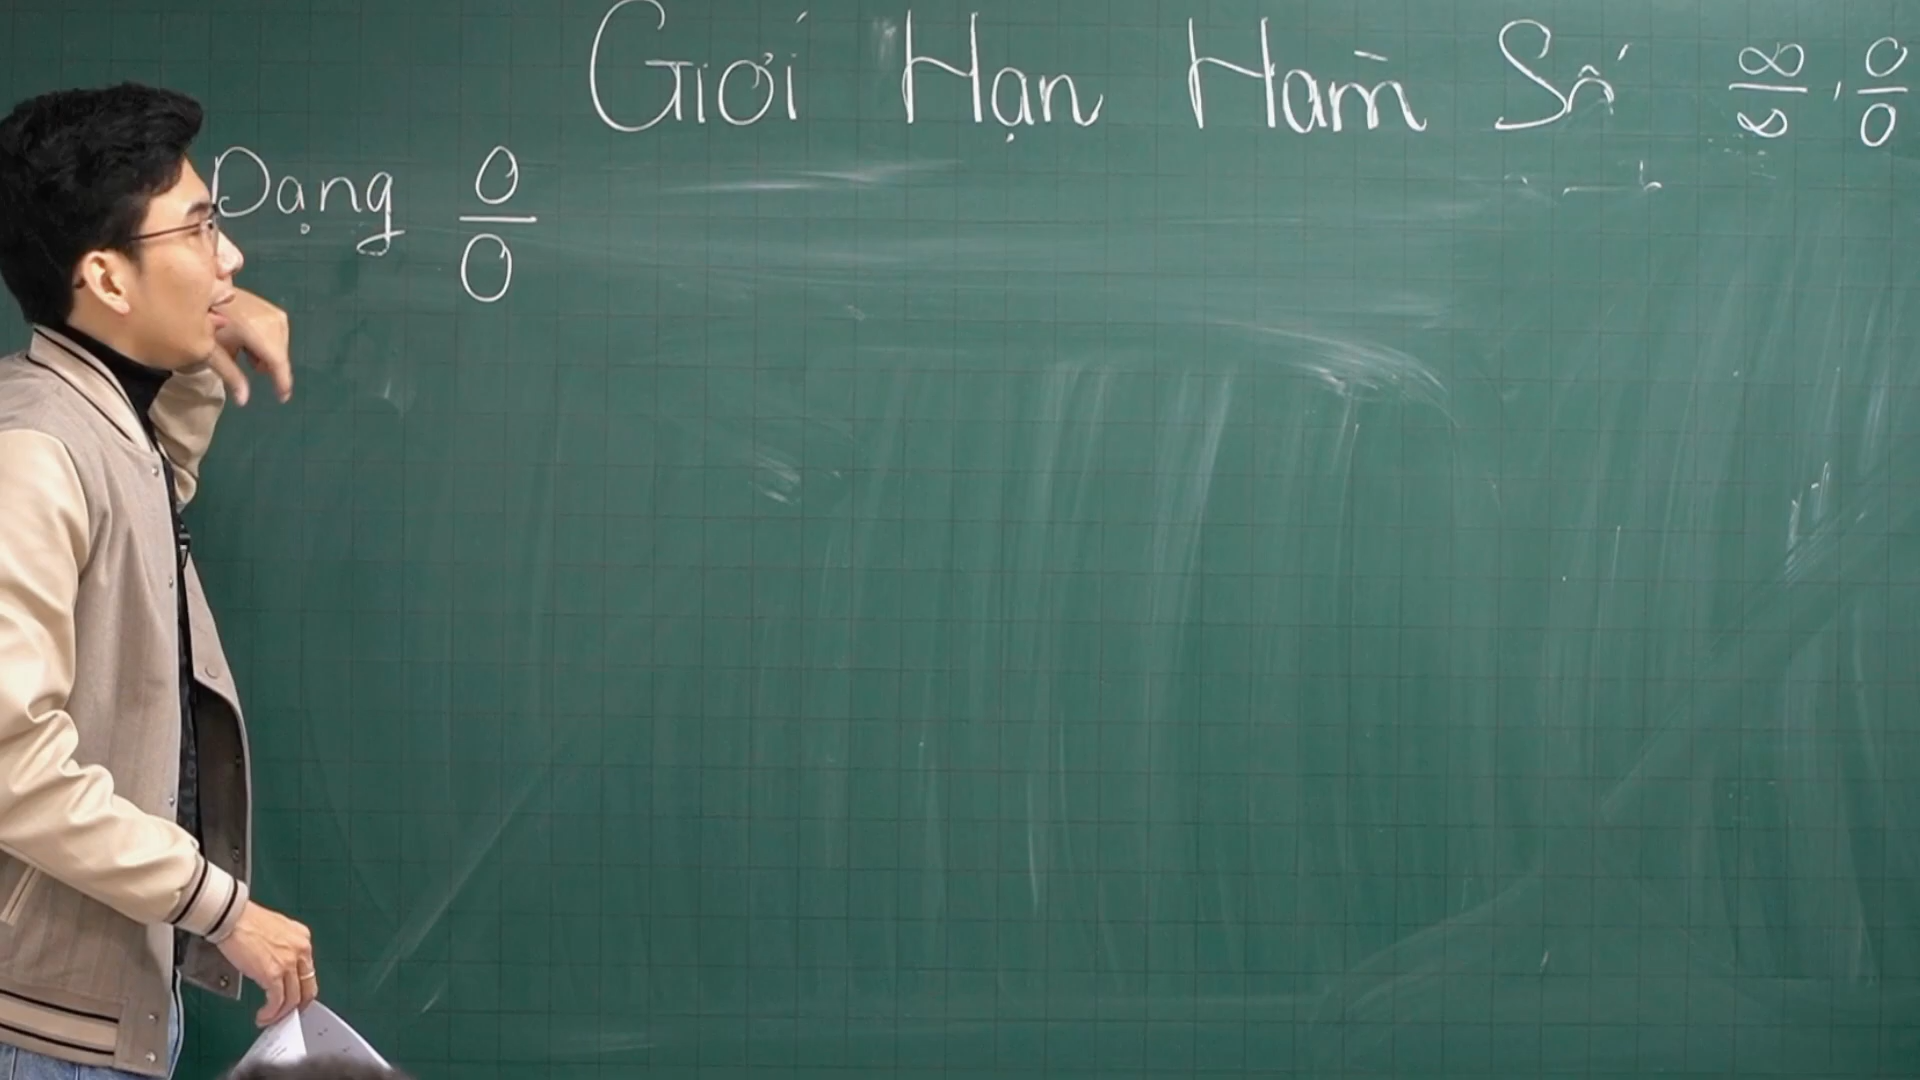 Giới Hạn Hàm Số ∞/∞, 0/0
Dạng 0/0